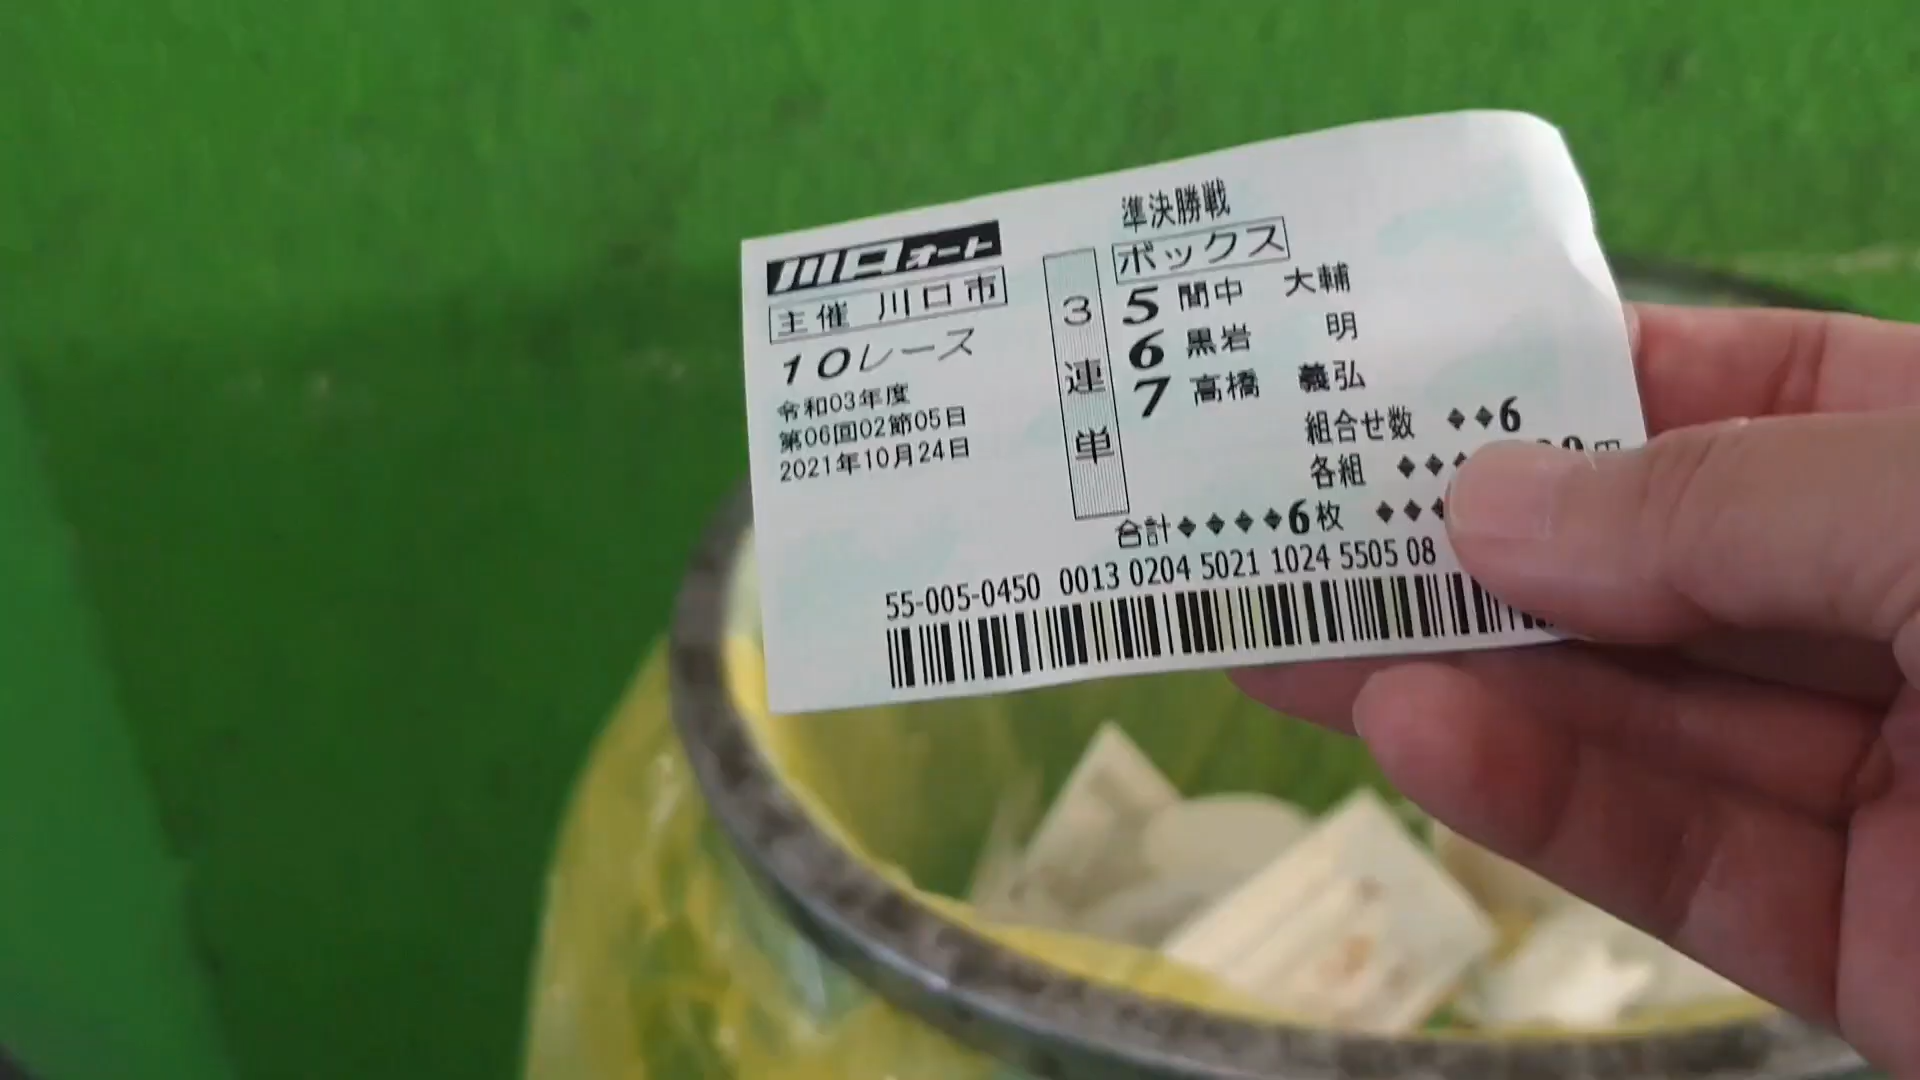 川口オート
主催 川口市
10レース
令和03年度
第06回02節05日
2021年10月24日
3連単
準決勝戦
ボックス
5 間中 大輔
6 黒岩 明
7 高橋 義弘
組合せ数 ◆◆6
各組 ◆◆
合計◆◆◆◆6枚 ◆◆◆
55-005-0450 0013 0204 5021 1024 5505 08